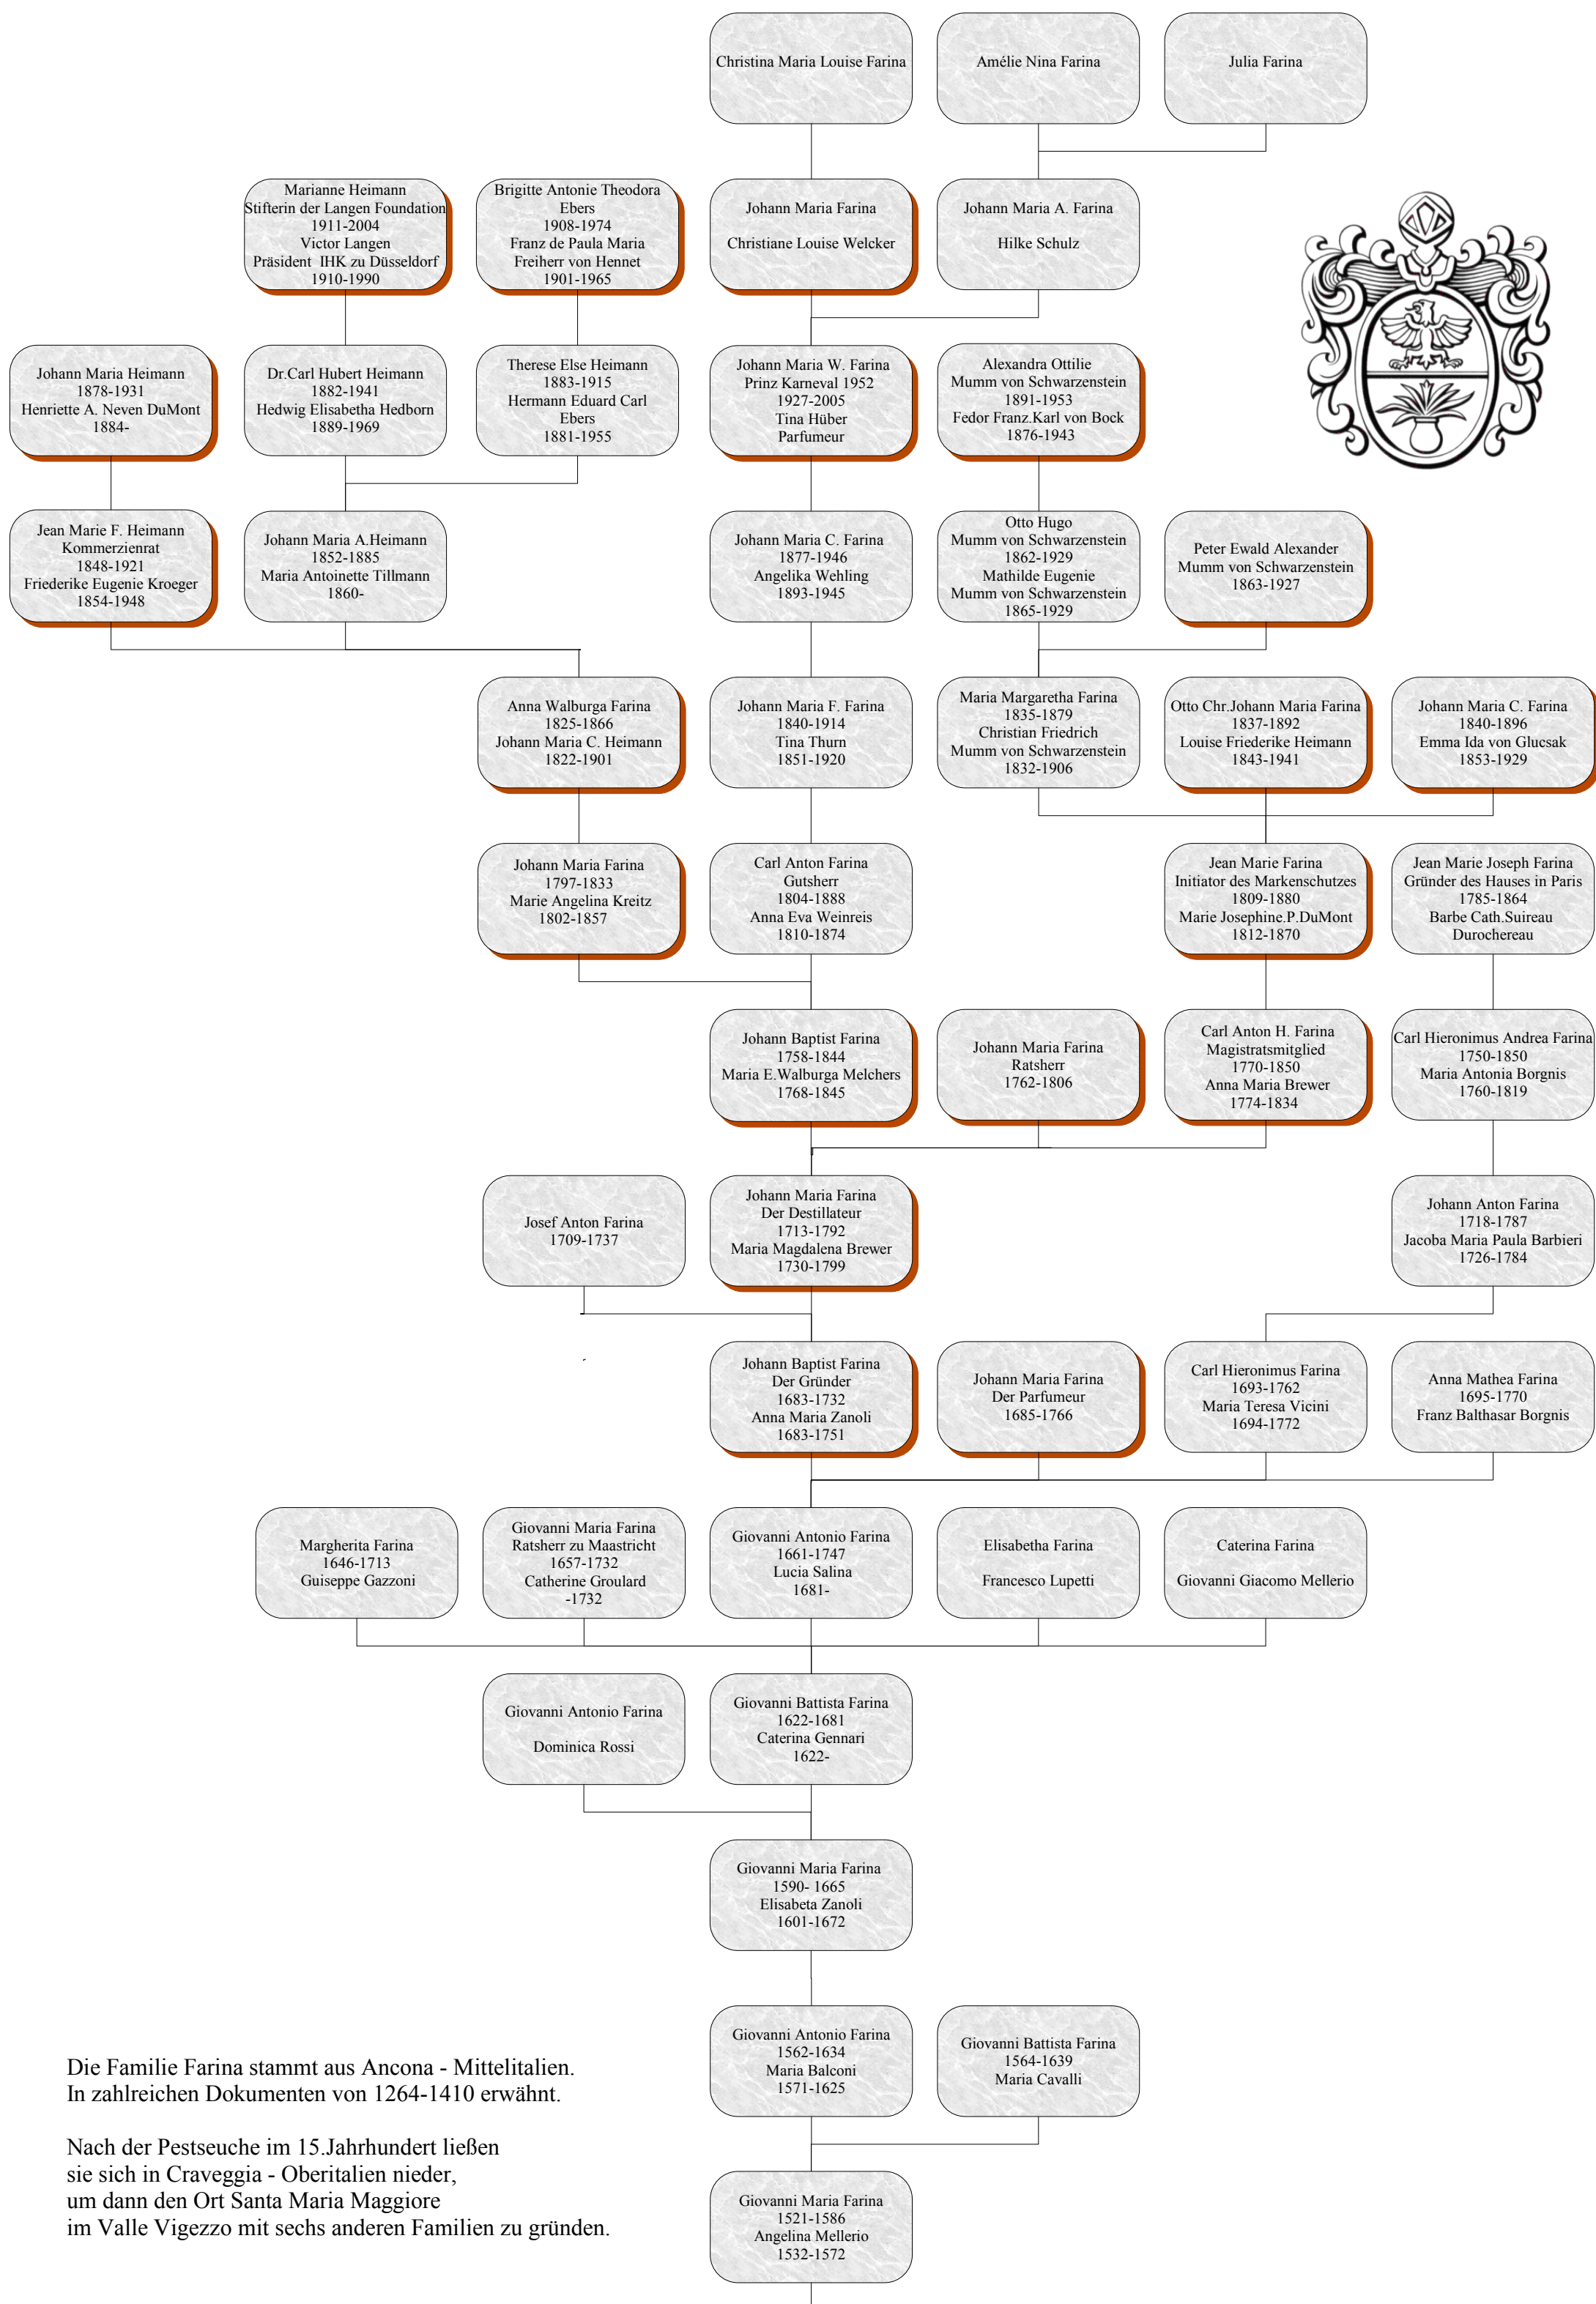 Christina Maria Louise Farina
Amélie Nina Farina
Julia Farina
Marianne Heimann
Stifterin der Langen Foundation
1911-2004
Victor Langen
Präsident IHK zu Düsseldorf
1910-1990
Brigitte Antonie Theodora
Ebers
1908-1974
Franz de Paula Maria
Freiherr von Hennet
1901-1965
Johann Maria Farina
Christiane Louise Welcker
Johann Maria A. Farina
Hilke Schulz
Johann Maria Heimann
1878-1931
Henriette A. Neven DuMont
1884-
Dr.Carl Hubert Heimann
1882-1941
Hedwig Elisabetha Hedborn
1889-1969
Therese Else Heimann
1883-1915
Hermann Eduard Carl
Ebers
1881-1955
Johann Maria W. Farina
Prinz Karneval 1952
1927-2005
Tina Hüber
Parfumeur
Alexandra Ottilie
Mumm von Schwarzenstein
1891-1953
Fedor Franz.Karl von Bock
1876-1943
Jean Marie F. Heimann
Kommerzienrat
1848-1921
Friederike Eugenie Kroeger
1854-1948
Johann Maria A.Heimann
1852-1885
Maria Antoinette Tillmann
1860-
Johann Maria C. Farina
1877-1946
Angelika Wehling
1893-1945
Otto Hugo
Mumm von Schwarzenstein
1862-1929
Mathilde Eugenie
Mumm von Schwarzenstein
1865-1929
Peter Ewald Alexander
Mumm von Schwarzenstein
1863-1927
Anna Walburga Farina
1825-1866
Johann Maria C. Heimann
1822-1901
Johann Maria F. Farina
1840-1914
Tina Thurn
1851-1920
Maria Margaretha Farina
1835-1879
Christian Friedrich
Mumm von Schwarzenstein
1832-1906
Otto Chr.Johann Maria Farina
1837-1892
Louise Friederike Heimann
1843-1941
Johann Maria C. Farina
1840-1896
Emma Ida von Glucsak
1853-1929
Johann Maria Farina
1797-1833
Marie Angelina Kreitz
1802-1857
Carl Anton Farina
Gutsherr
1804-1888
Anna Eva Weinreis
1810-1874
Jean Marie Farina
Initiator des Markenschutzes
1809-1880
Marie Josephine.P.DuMont
1812-1870
Jean Marie Joseph Farina
Gründer des Hauses in Paris
1785-1864
Barbe Cath.Suireau
Durochereau
Johann Baptist Farina
1758-1844
Maria E.Walburga Melchers
1768-1845
Johann Maria Farina
Ratsherr
1762-1806
Carl Anton H. Farina
Magistratsmitglied
1770-1850
Anna Maria Brewer
1774-1834
Carl Hieronimus Andrea Farina
1750-1850
Maria Antonia Borgnis
1760-1819
Josef Anton Farina
1709-1737
Johann Maria Farina
Der Destillateur
1713-1792
Maria Magdalena Brewer
1730-1799
Johann Anton Farina
1718-1787
Jacoba Maria Paula Barbieri
1726-1784
Johann Baptist Farina
Der Gründer
1683-1732
Anna Maria Zanoli
1683-1751
Johann Maria Farina
Der Parfumeur
1685-1766
Carl Hieronimus Farina
1693-1762
Maria Teresa Vicini
1694-1772
Anna Mathea Farina
1695-1770
Franz Balthasar Borgnis
Margherita Farina
1646-1713
Guiseppe Gazzoni
Giovanni Maria Farina
Ratsherr zu Maastricht
1657-1732
Catherine Groulard
-1732
Giovanni Antonio Farina
1661-1747
Lucia Salina
1681-
Elisabetha Farina
Francesco Lupetti
Caterina Farina
Giovanni Giacomo Mellerio
Giovanni Antonio Farina
Dominica Rossi
Giovanni Battista Farina
1622-1681
Caterina Gennari
1622-
Giovanni Maria Farina
1590- 1665
Elisabeta Zanoli
1601-1672
Giovanni Antonio Farina
1562-1634
Maria Balconi
1571-1625
Giovanni Battista Farina
1564-1639
Maria Cavalli
Giovanni Maria Farina
1521-1586
Angelina Mellerio
1532-1572
Die Familie Farina stammt aus Ancona - Mittelitalien.
In zahlreichen Dokumenten von 1264-1410 erwähnt.
Nach der Pestseuche im 15.Jahrhundert ließen
sie sich in Craveggia - Oberitalien nieder,
um dann den Ort Santa Maria Maggiore
im Valle Vigezzo mit sechs anderen Familien zu gründen.